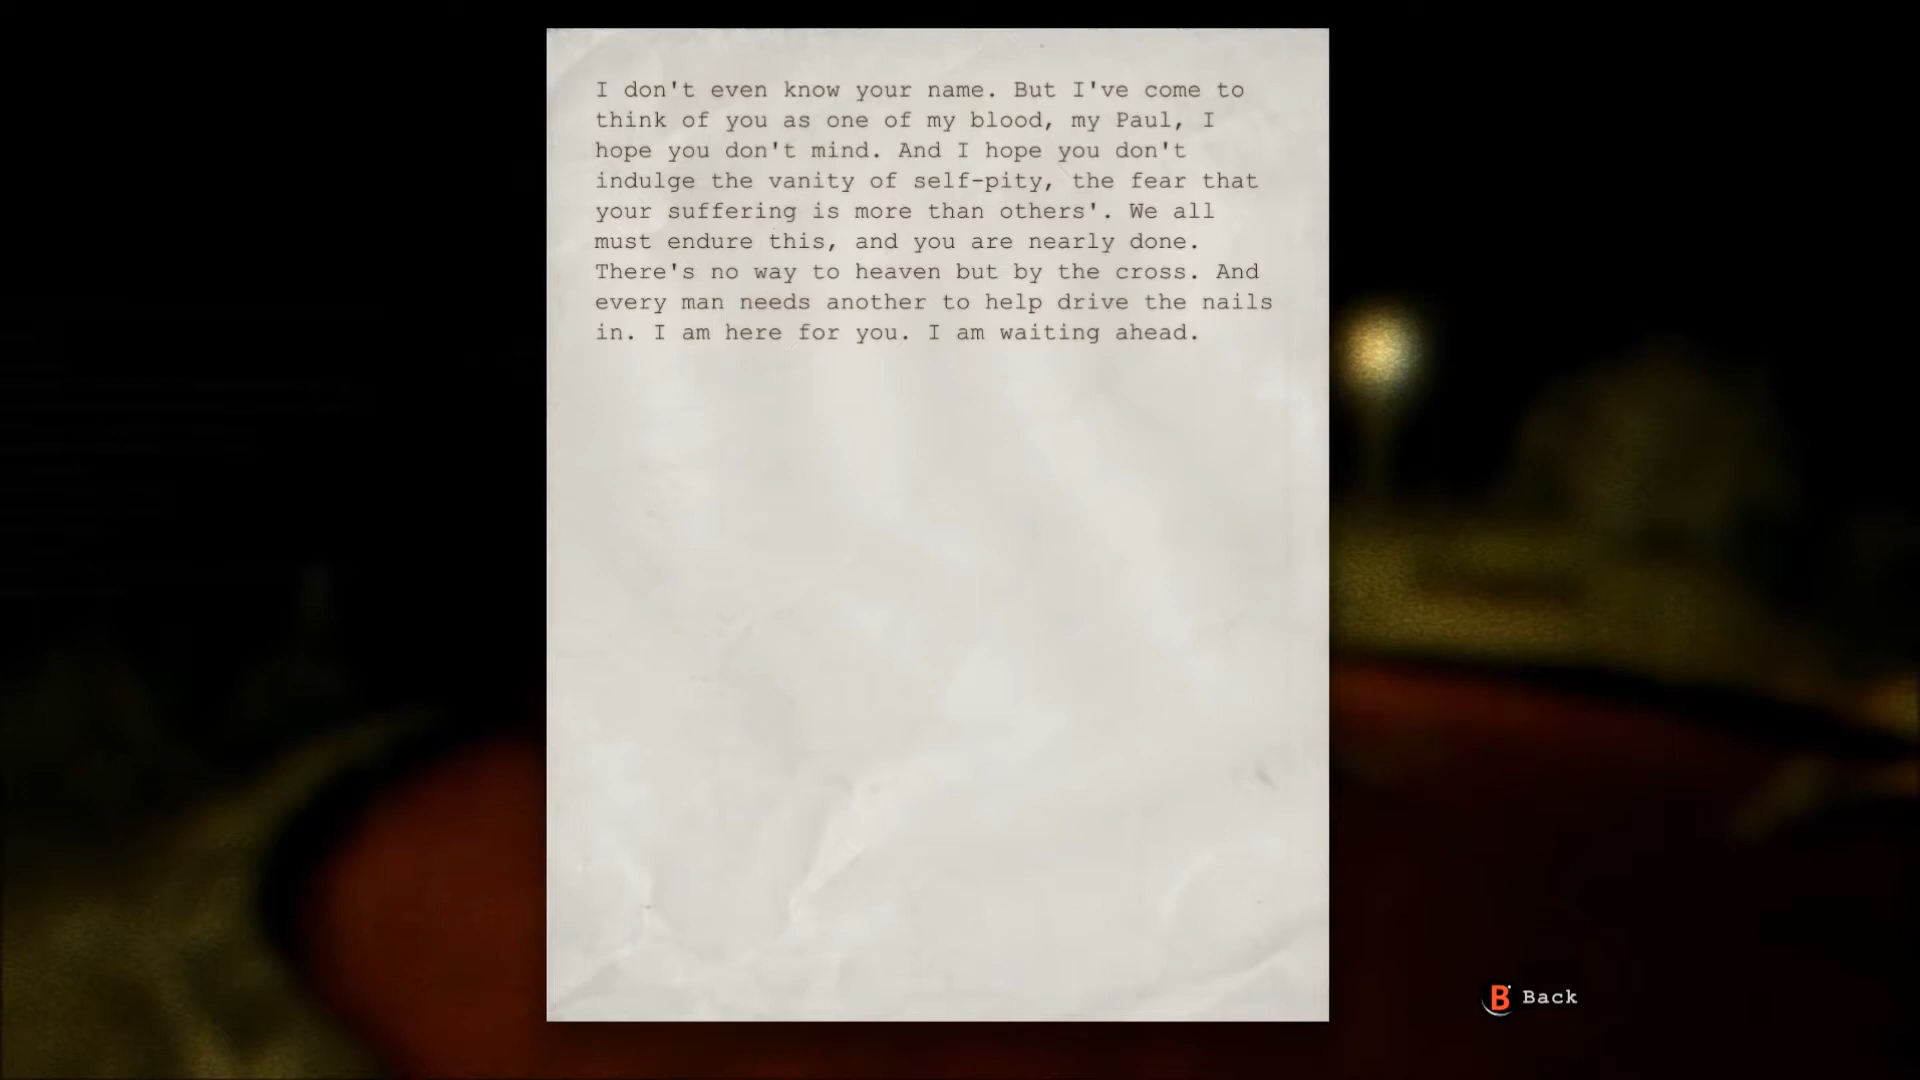 I don't even know your name. But I've come to
think of you as one of my blood, my Paul, I
hope you don't mind. And I hope you don't
indulge the vanity of self-pity, the fear that
your suffering is more than others'. We all
must endure this, and you are nearly done.
There's no way to heaven but by the cross. And
every man needs another to help drive the nails
in. I am here for you. I am waiting ahead.
B Back